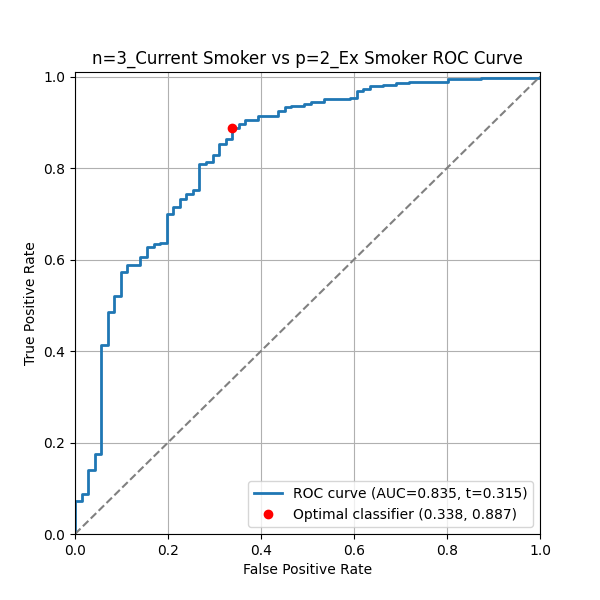 n=3_Current Smoker vs p=2_Ex Smoker ROC Curve
1.0
0.8
0.6
0.4
0.2
0.0
True Positive Rate
ROC curve (AUC=0.835, t=0.315)
Optimal classifier (0.338, 0.887)
0.0 0.2 0.4 0.6 0.8 1.0
False Positive Rate